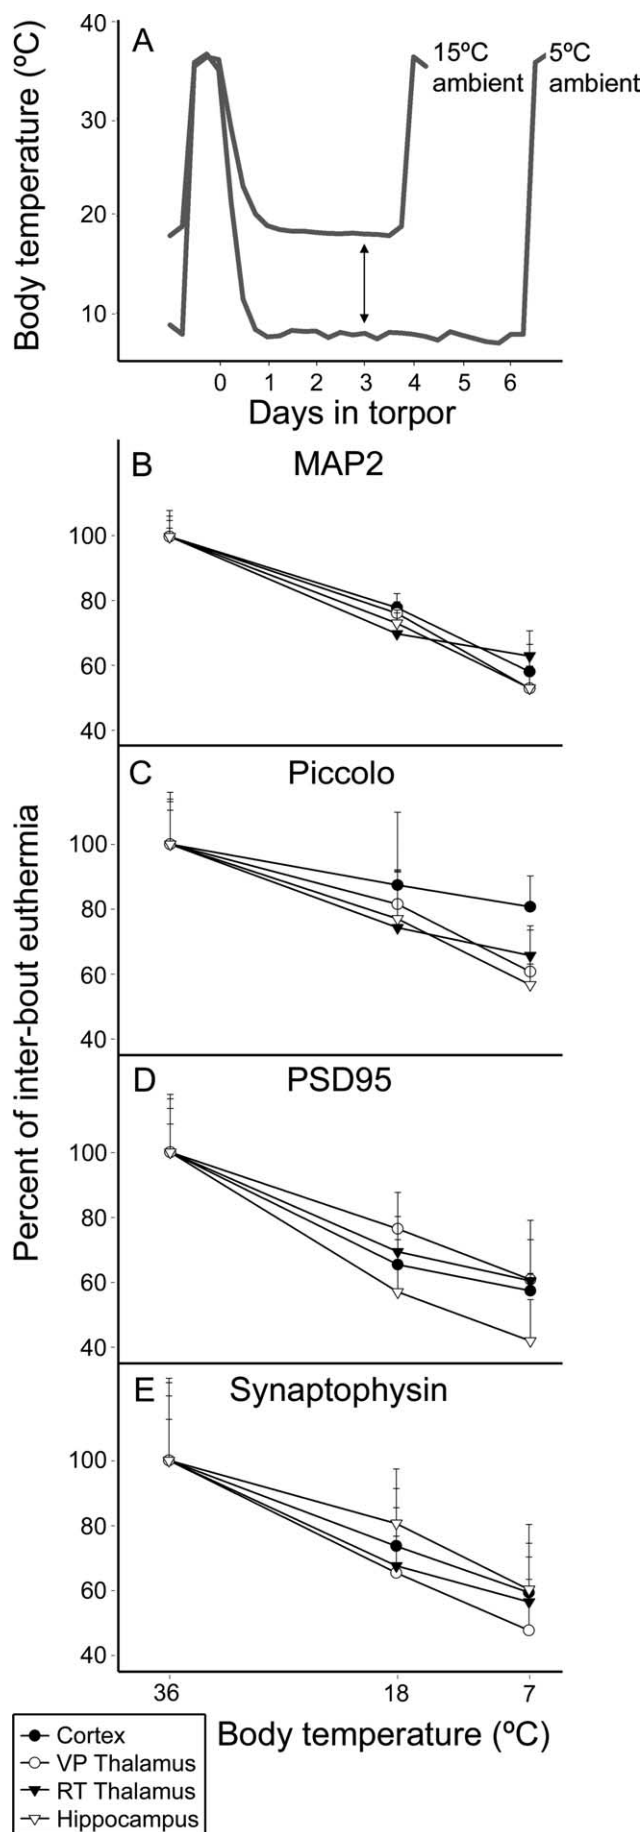 A
Body temperature (ºC)
40
30
20
10
15ºC
ambient
5ºC
ambient
0 1 2 3 4 5 6
Days in torpor
Percent of inter-bout euthermia
B
MAP2
100
80
60
40
C
Piccolo
100
80
60
40
D
PSD95
100
80
60
40
E
Synaptophysin
100
80
60
40
36 18 7
Body temperature (ºC)
Cortex
VP Thalamus
RT Thalamus
Hippocampus